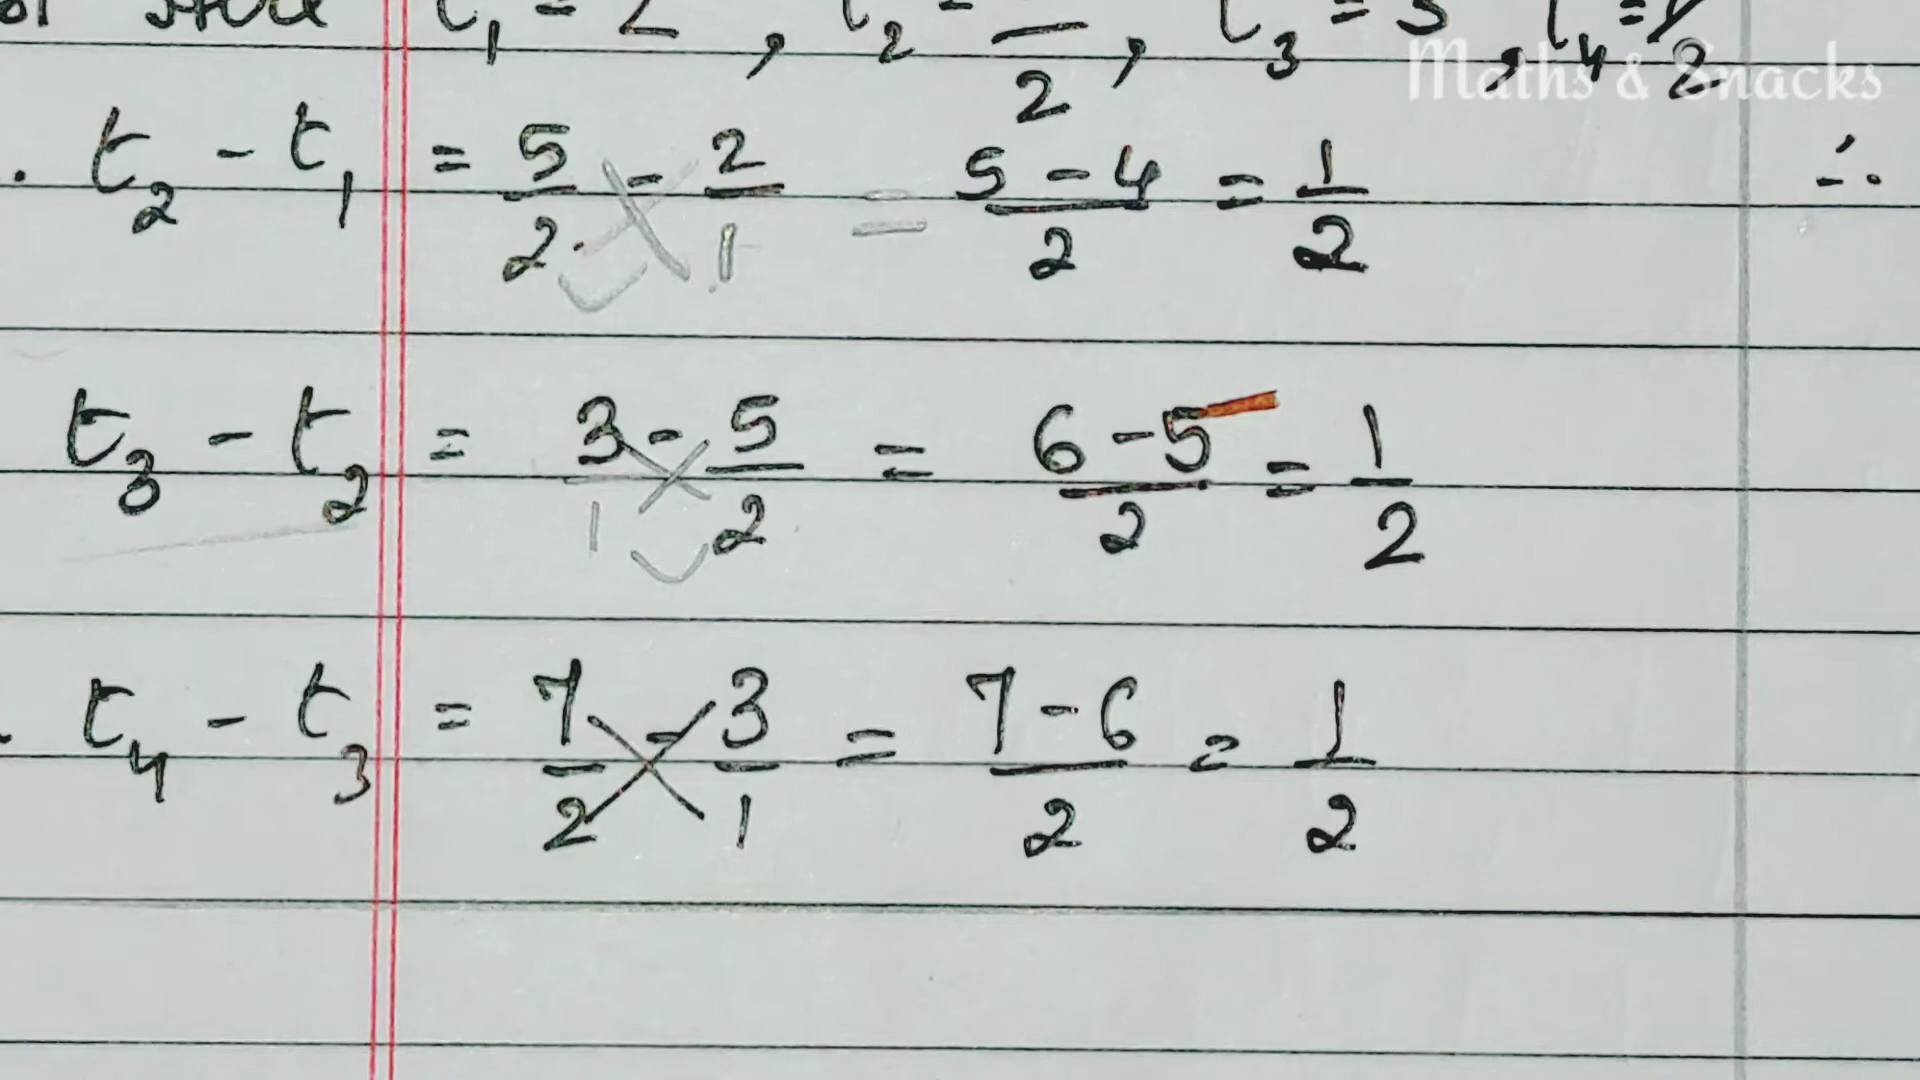 t₁ = 2, t₂ = —/2, t₃ = 3, t₄ = 7/2
Maths & Snacks
t₂ - t₁ = 5/2 - 2/1 = 5 - 4/2 = 1/2 ∴
t₃ - t₂ = 3/1 - 5/2 = 6 - 5/2 = 1/2
t₄ - t₃ = 7/2 - 3/1 = 7 - 6/2 = 1/2